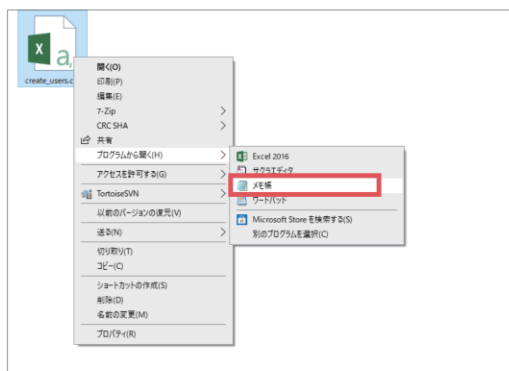 create_users.c
開く(O)
印刷(P)
編集(E)
7-Zip
CRC SHA
共有
プログラムから開く(H)
アクセスを許可する(G)
TortoiseSVN
以前のバージョンの復元(V)
送る(N)
切り取り(T)
コピー(C)
ショートカットの作成(S)
削除(D)
名前の変更(M)
プロパティ(R)
Excel 2016
サクラエディタ
メモ帳
ワードパッド
Microsoft Store を検索する(S)
別のプログラムを選択(C)